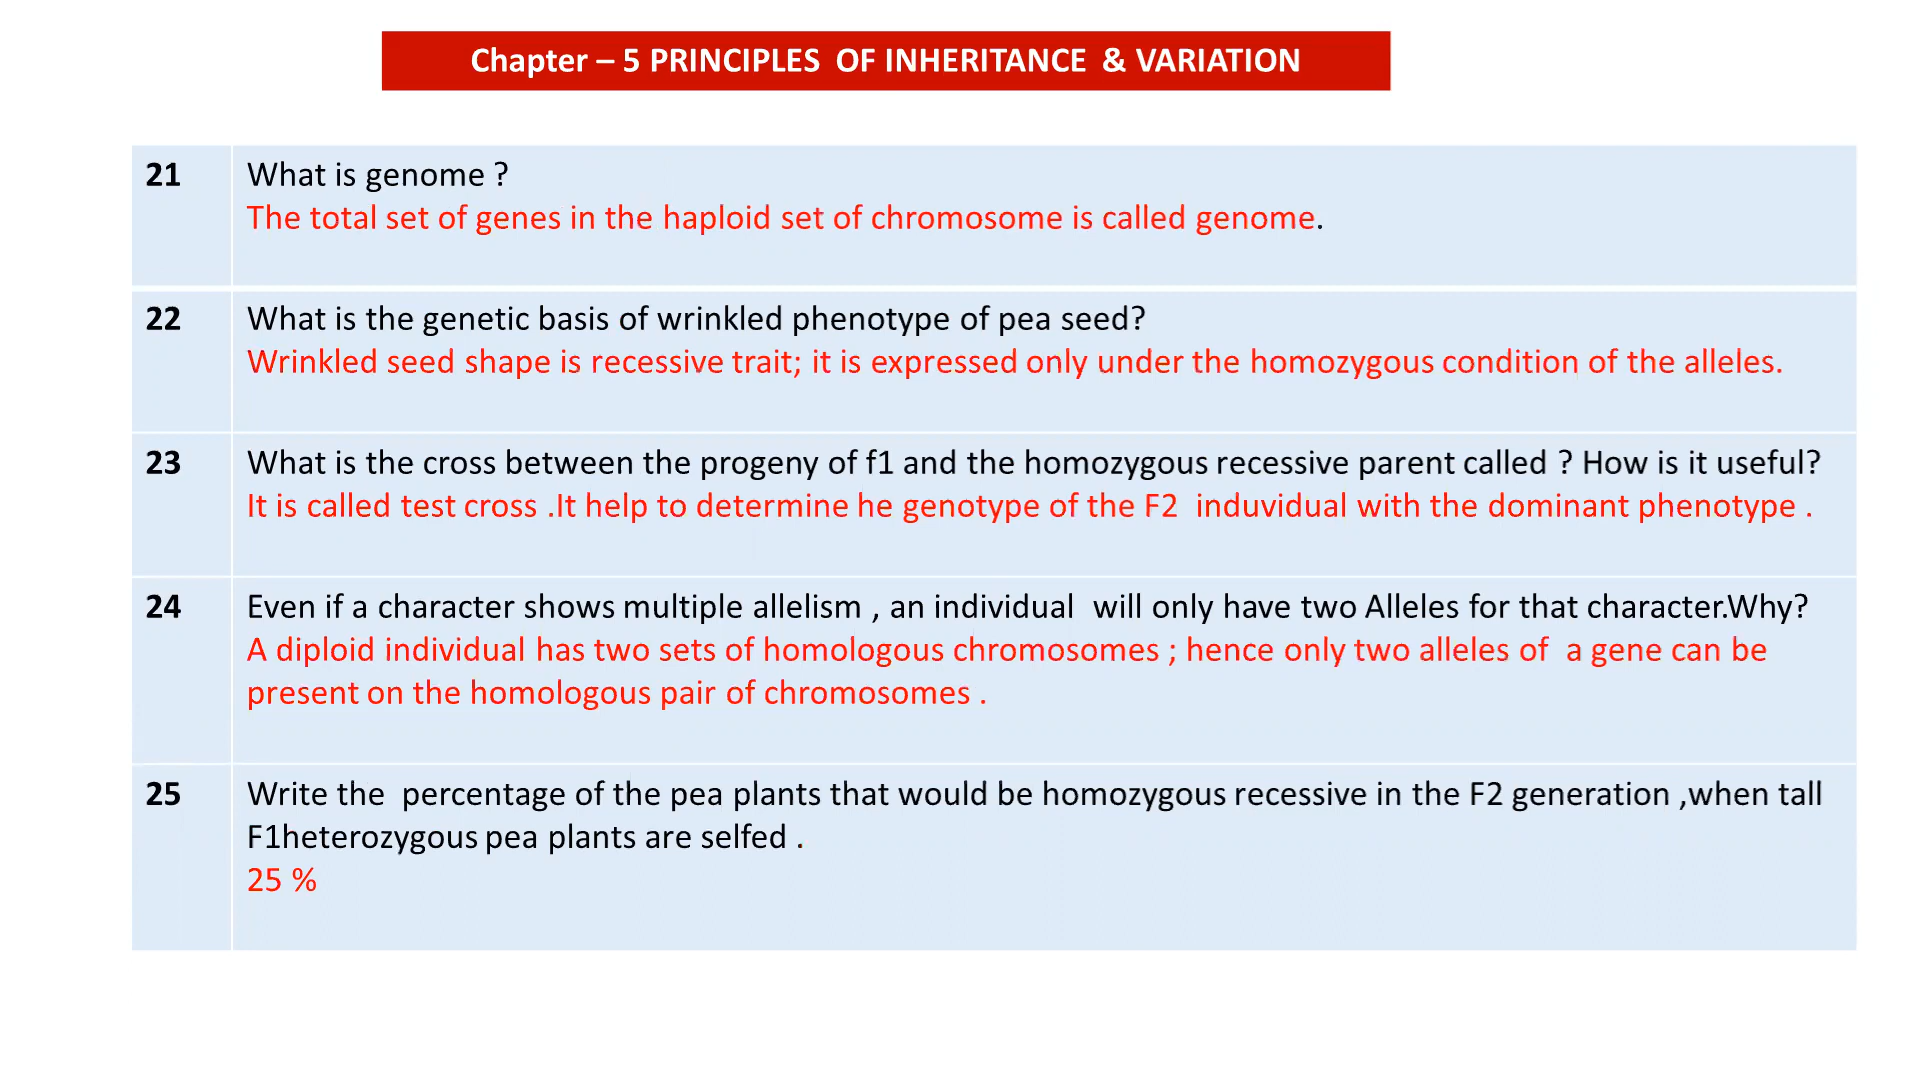 Chapter – 5 PRINCIPLES OF INHERITANCE & VARIATION
21
What is genome ?
The total set of genes in the haploid set of chromosome is called genome.
22
What is the genetic basis of wrinkled phenotype of pea seed?
Wrinkled seed shape is recessive trait; it is expressed only under the homozygous condition of the alleles.
23
What is the cross between the progeny of f1 and the homozygous recessive parent called ? How is it useful?
It is called test cross .It help to determine he genotype of the F2 induvidual with the dominant phenotype .
24
Even if a character shows multiple allelism , an individual will only have two Alleles for that character.Why?
A diploid individual has two sets of homologous chromosomes ; hence only two alleles of a gene can be
present on the homologous pair of chromosomes .
25
Write the percentage of the pea plants that would be homozygous recessive in the F2 generation ,when tall
F1heterozygous pea plants are selfed .
25 %